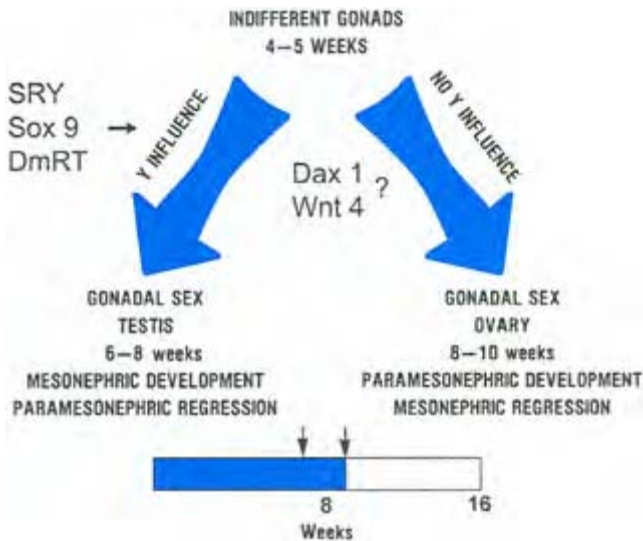 INDIFFERENT GONADS
4–5 WEEKS
SRY
Sox 9
DmRT
Y INFLUENCE
NO Y INFLUENCE
Dax 1
Wnt 4
?
GONADAL SEX
TESTIS
6–8 weeks
MESONEPHRIC DEVELOPMENT
PARAMESONEPHRIC REGRESSION
GONADAL SEX
OVARY
8–10 weeks
PARAMESONEPHRIC DEVELOPMENT
MESONEPHRIC REGRESSION
8
16
Weeks